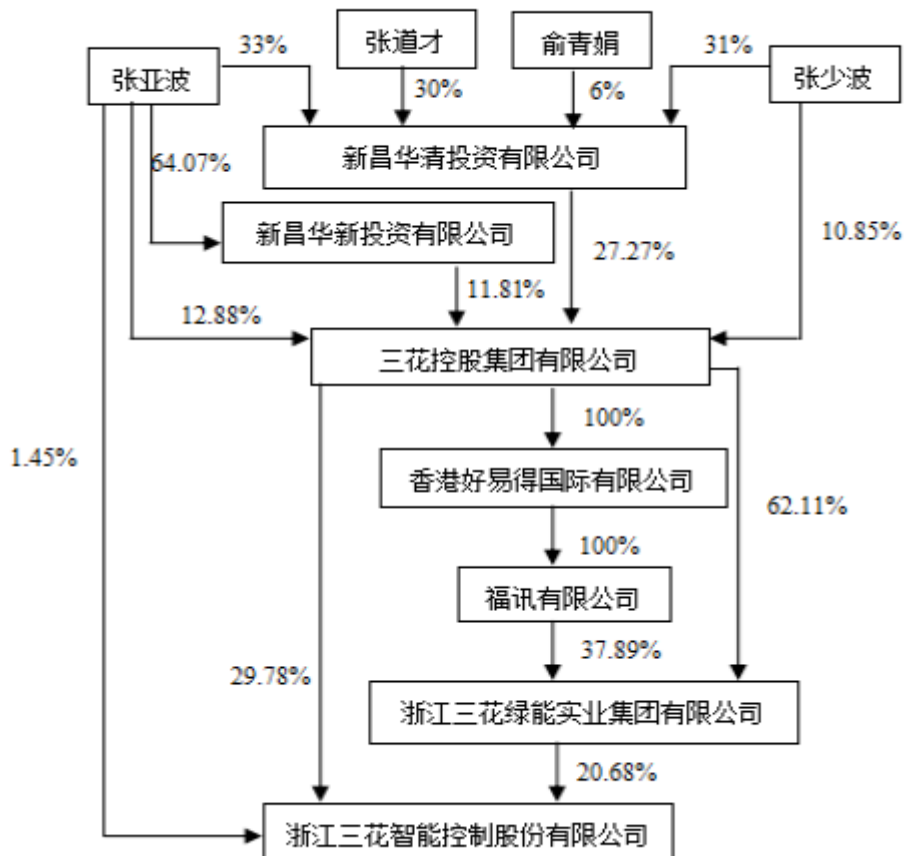 33%
张道才
俞青娟
31%
张亚波
30%
6%
张少波
64.07%
新昌华清投资有限公司
新昌华新投资有限公司
27.27%
10.85%
11.81%
12.88%
三花控股集团有限公司
100%
1.45%
香港好易得国际有限公司
62.11%
100%
福讯有限公司
37.89%
29.78%
浙江三花绿能实业集团有限公司
20.68%
浙江三花智能控制股份有限公司